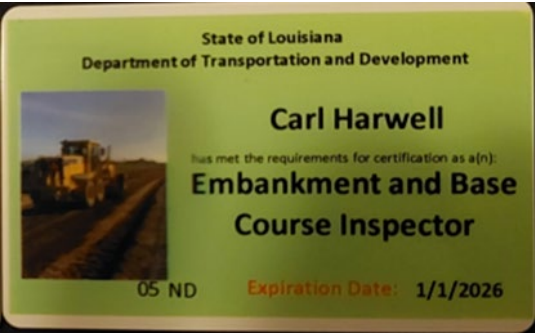 State of Louisiana
Department of Transportation and Development
Carl Harwell
has met the requirements for certification as a(n):
Embankment and Base
Course Inspector
05 ND
Expiration Date: 1/1/2026